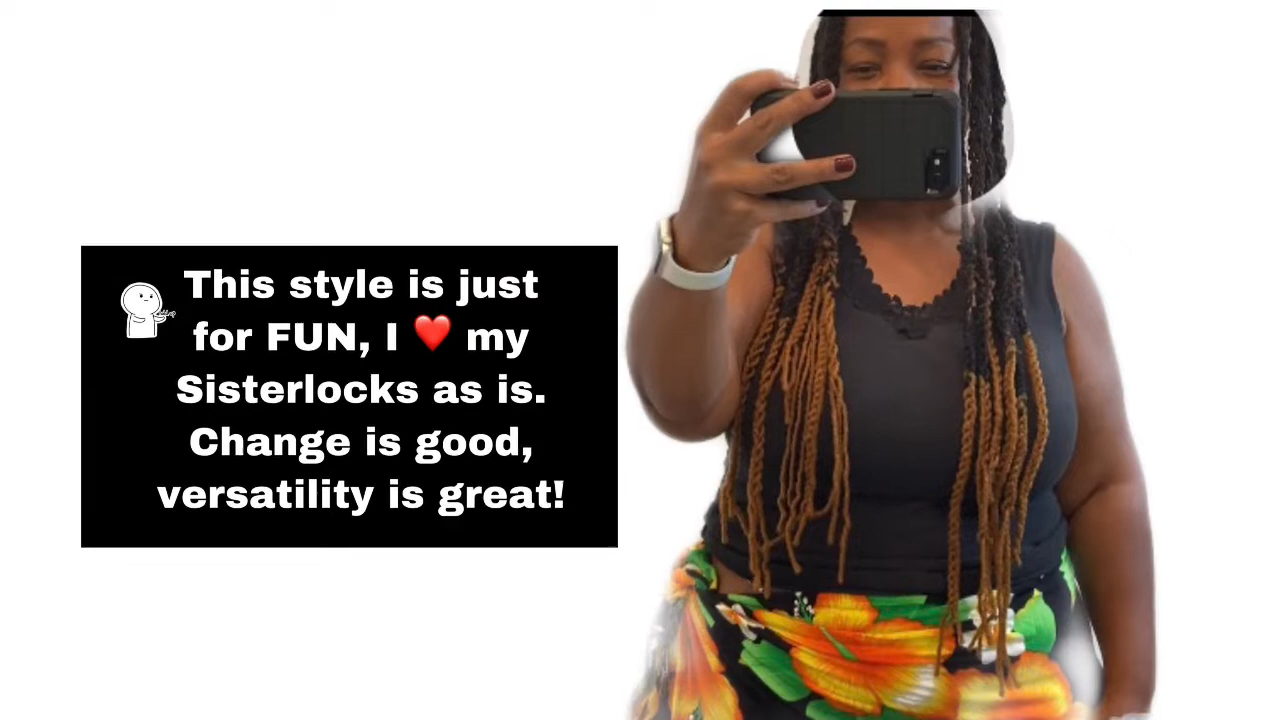 This style is just
for FUN, I ❤️ my
Sisterlocks as is.
Change is good,
versatility is great!